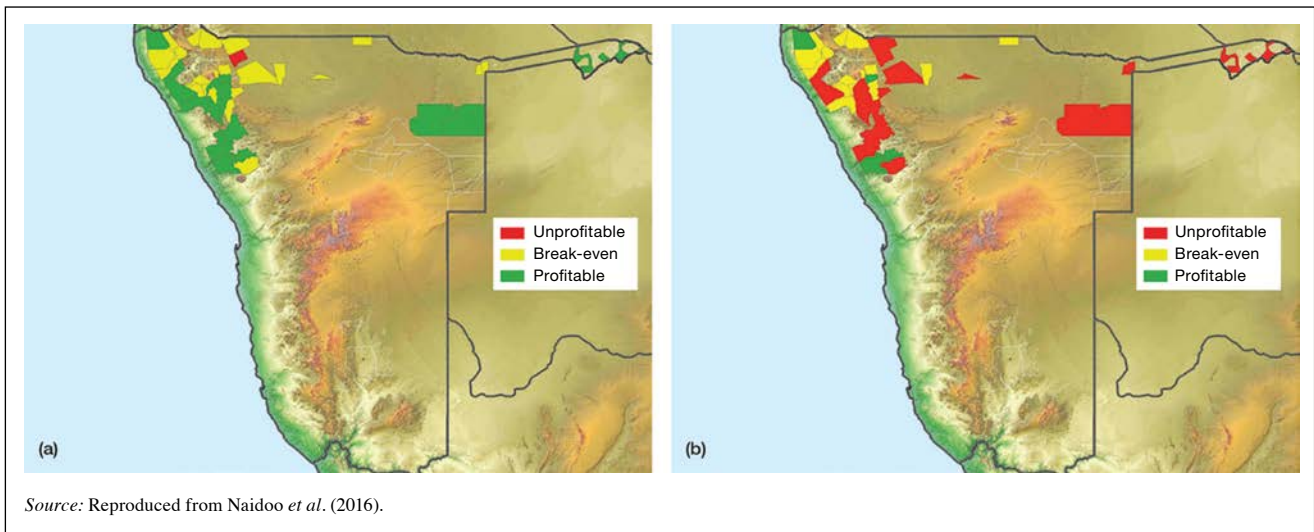 Unprofitable
Break-even
Profitable
(a)
Unprofitable
Break-even
Profitable
(b)
Source: Reproduced from Naidoo et al. (2016).